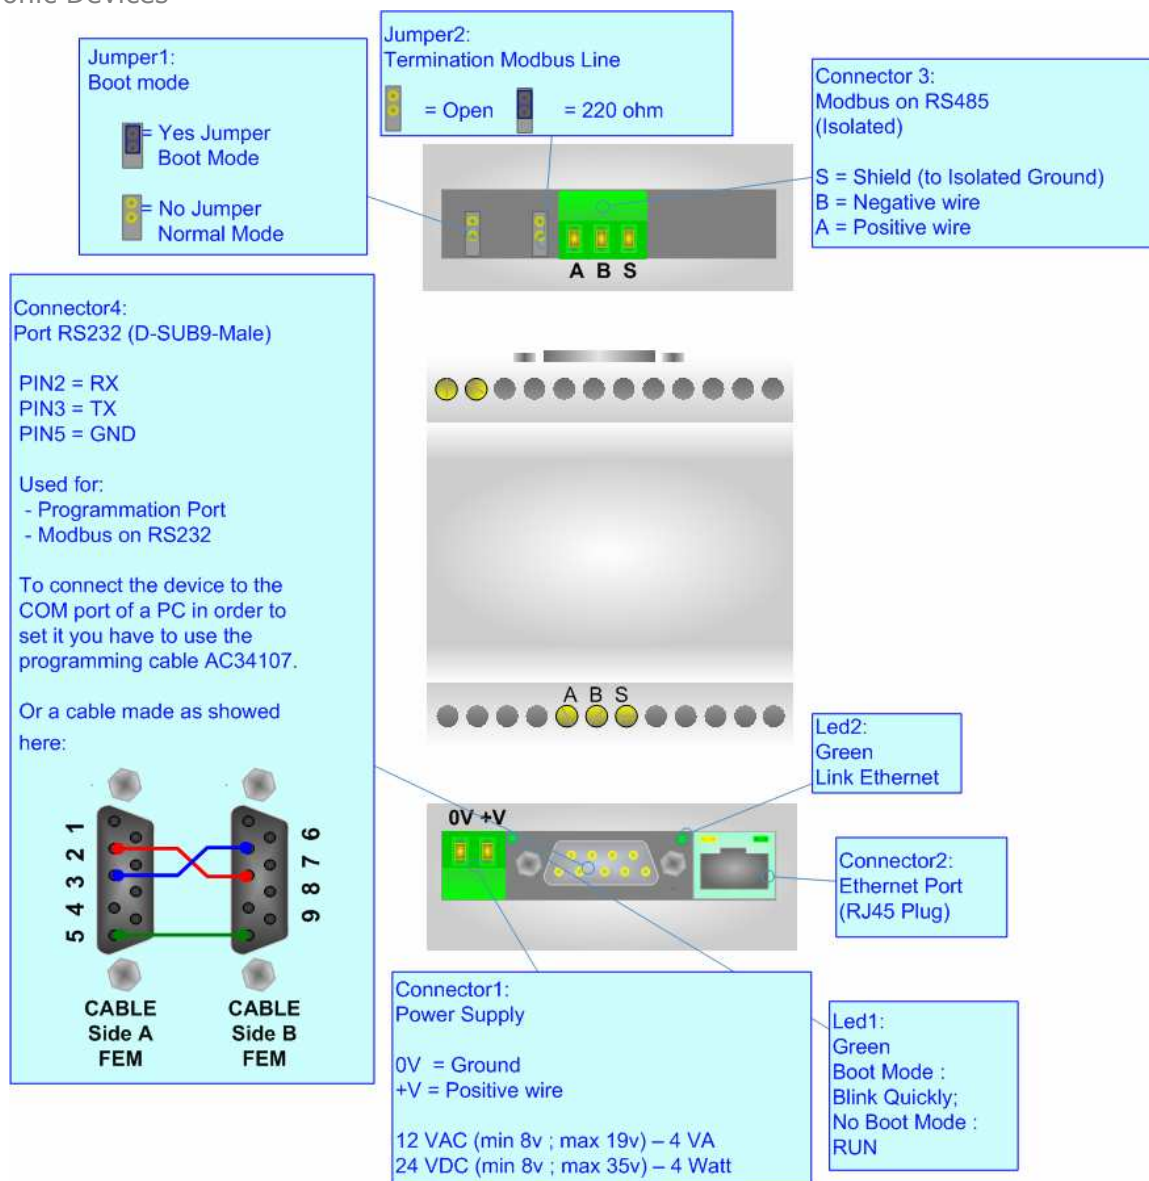 onic Devices
Jumper1:
Boot mode
= Yes Jumper
Boot Mode
= No Jumper
Normal Mode
Jumper2:
Termination Modbus Line
= Open = 220 ohm
Connector 3:
Modbus on RS485
(Isolated)
S = Shield (to Isolated Ground)
B = Negative wire
A = Positive wire
A B S
Connector4:
Port RS232 (D-SUB9-Male)
PIN2 = RX
PIN3 = TX
PIN5 = GND
Used for:
- Programmation Port
- Modbus on RS232
To connect the device to the
COM port of a PC in order to
set it you have to use the
programming cable AC34107.
Or a cable made as showed
here:
1
2
3
4
5
6
7
8
9
CABLE
Side A
FEM
CABLE
Side B
FEM
A B S
Led2:
Green
Link Ethernet
0V +V
Connector2:
Ethernet Port
(RJ45 Plug)
Connector1:
Power Supply
0V = Ground
+V = Positive wire
12 VAC (min 8v ; max 19v) – 4 VA
24 VDC (min 8v ; max 35v) – 4 Watt
Led1:
Green
Boot Mode :
Blink Quickly;
No Boot Mode :
RUN